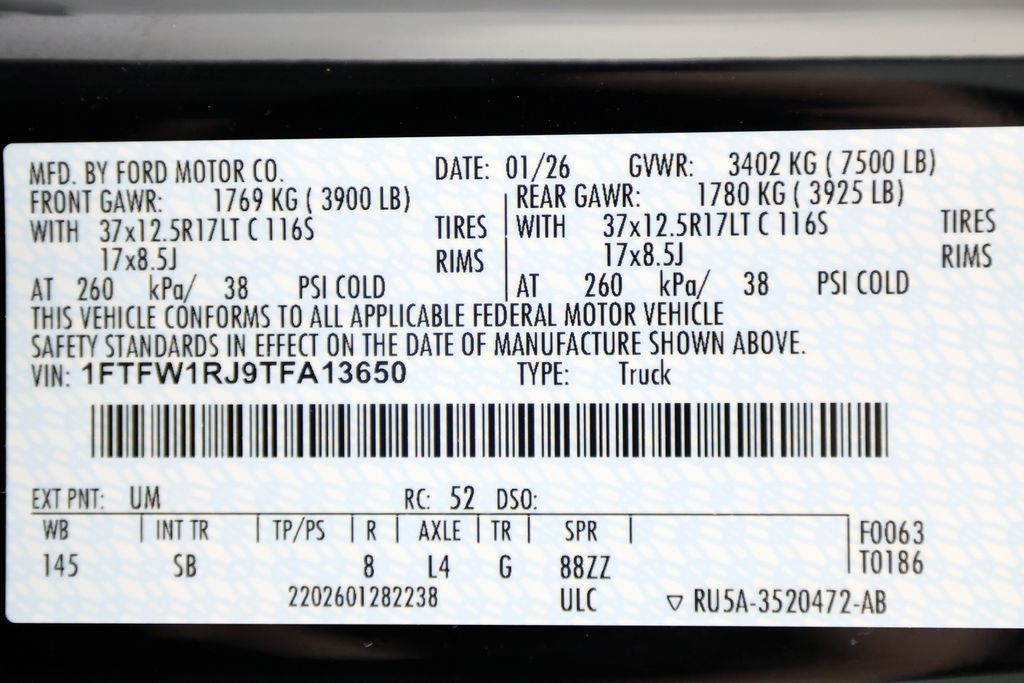 MFD. BY FORD MOTOR CO. DATE: 01/26 GVWR: 3402 KG ( 7500 LB)
FRONT GAWR: 1769 KG ( 3900 LB) REAR GAWR: 1780 KG ( 3925 LB)
WITH 37x12.5R17LT C 116S TIRES WITH 37x12.5R17LT C 116S TIRES
17x8.5J RIMS 17x8.5J RIMS
AT 260 kPa/ 38 PSI COLD AT 260 kPa/ 38 PSI COLD
THIS VEHICLE CONFORMS TO ALL APPLICABLE FEDERAL MOTOR VEHICLE
SAFETY STANDARDS IN EFFECT ON THE DATE OF MANUFACTURE SHOWN ABOVE.
VIN: 1FTFW1RJ9TFA13650 TYPE: Truck
EXT PNT: UM RC: 52 DSO:
WB INT TR TP/PS R AXLE TR SPR F0063
145 SB 8 L4 G 88ZZ T0186
2202601282238 ULC ▽ RU5A-3520472-AB